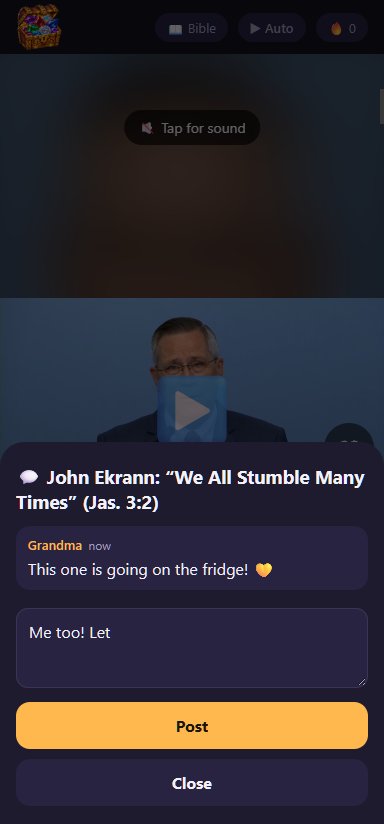 📖 Bible
▶ Auto
🔥 0
🔇 Tap for sound
💬 John Ekrann: “We All Stumble Many
Times” (Jas. 3:2)
Grandma now
This one is going on the fridge! 🧡
Me too! Let
Post
Close